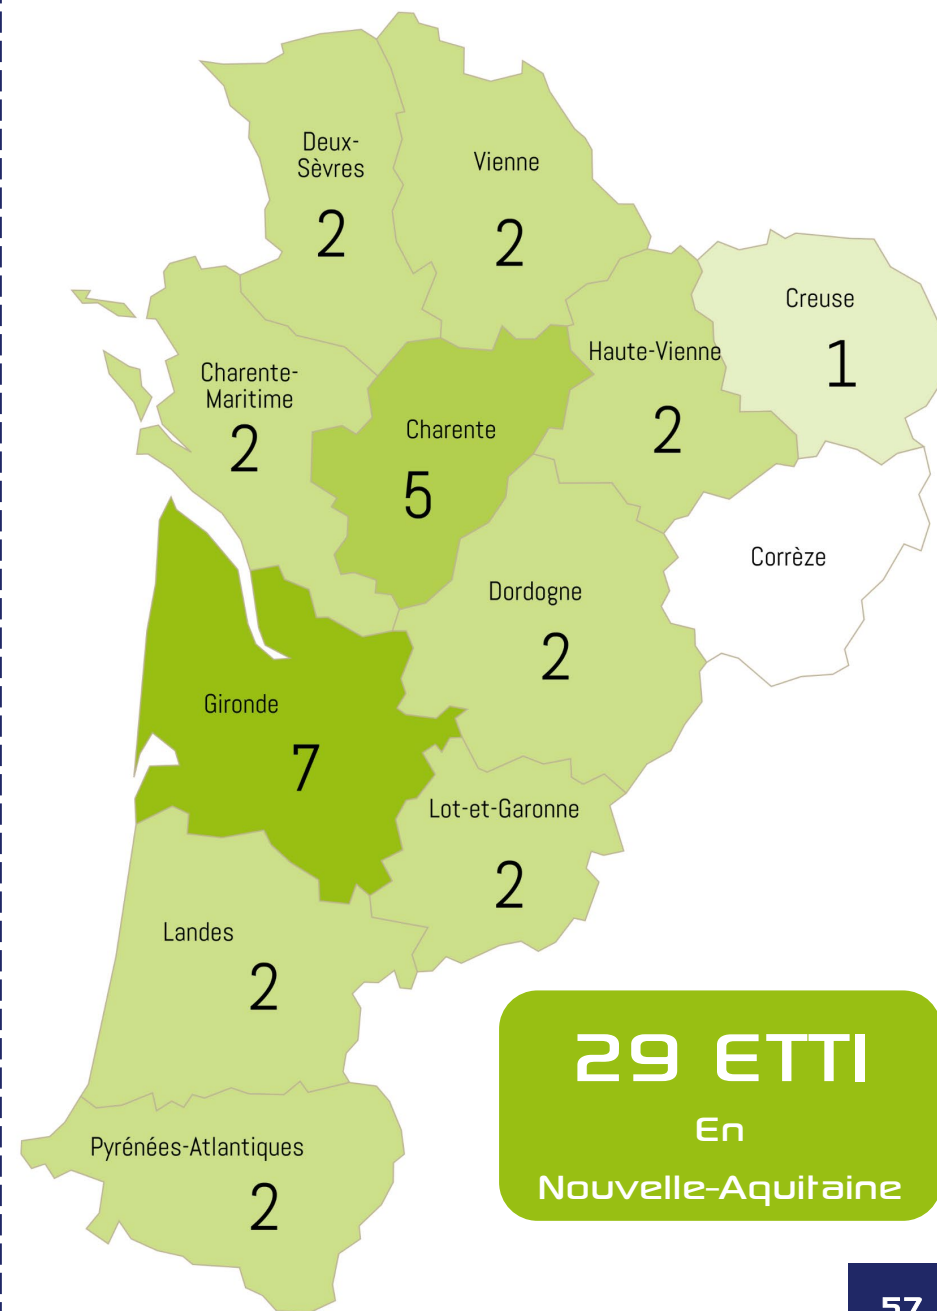 Deux-
Sèvres
2
Vienne
2
Creuse
1
Haute-Vienne
2
Charente-
Maritime
2
Charente
5
Corrèze
Dordogne
2
Gironde
7
Lot-et-Garonne
2
Landes
2
29 ETTI
En
Nouvelle-Aquitaine
Pyrénées-Atlantiques
2
57